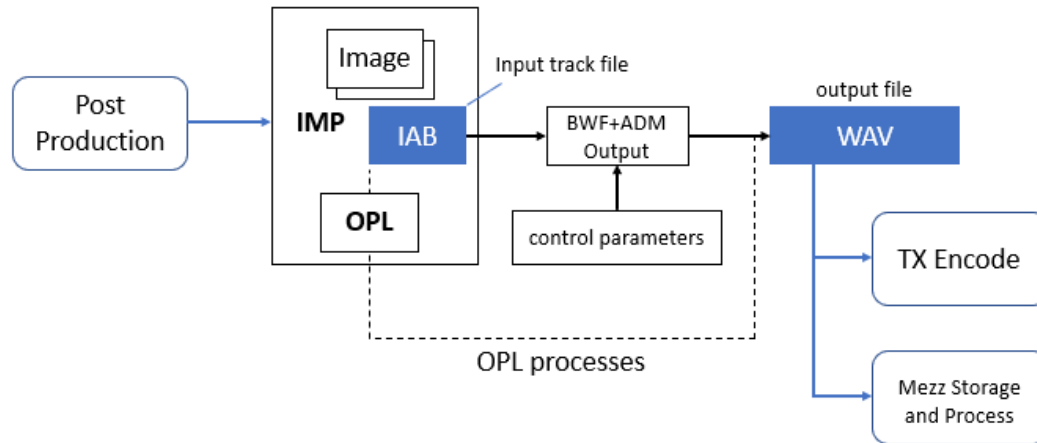 Post
Production
Image
IMP
IAB
OPL
Input track file
BWF+ADM
Output
control parameters
OPL processes
output file
WAV
TX Encode
Mezz Storage
and Process